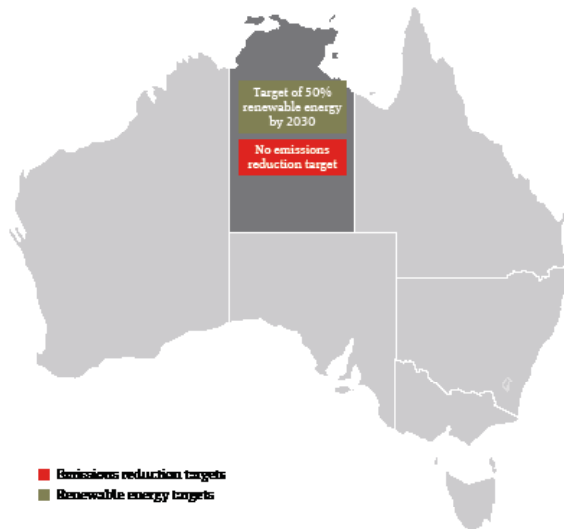 Target of 50%
renewable energy
by 2030
No emissions
reduction target
Emissions reduction targets
Renewable energy targets